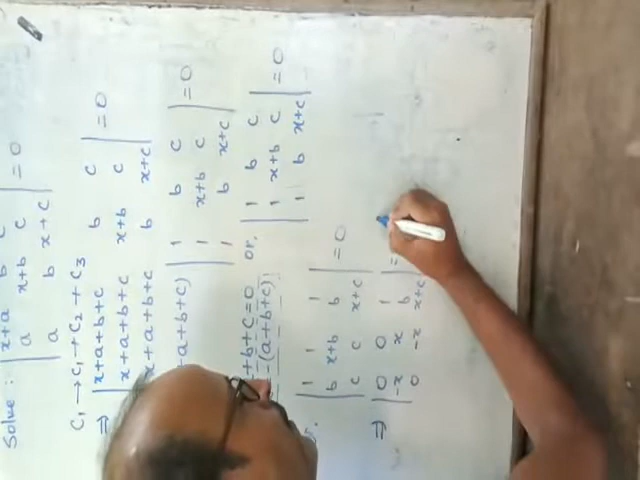 Solve : | x+a b c |
| a x+b c | = 0
| a b x+c |
C₁ → C₁ + C₂ + C₃
⇒ | x+a+b+c b c |
| x+a+b+c x+b c | = 0
x+a+b+c b x+c |
a+b+c) | 1 b c |
| 1 x+b c | = 0
| 1 b x+c |
+b+c=0 or, | 1 b c |
-(a+b+c) | 1 x+b c | = 0
| 1 b x+c |
r. | 1 1 1 |
| b x+b b | = 0
| c c x+c |
⇒ | 0 0 1 |
| -x x b | =
| 0 -x x+c |